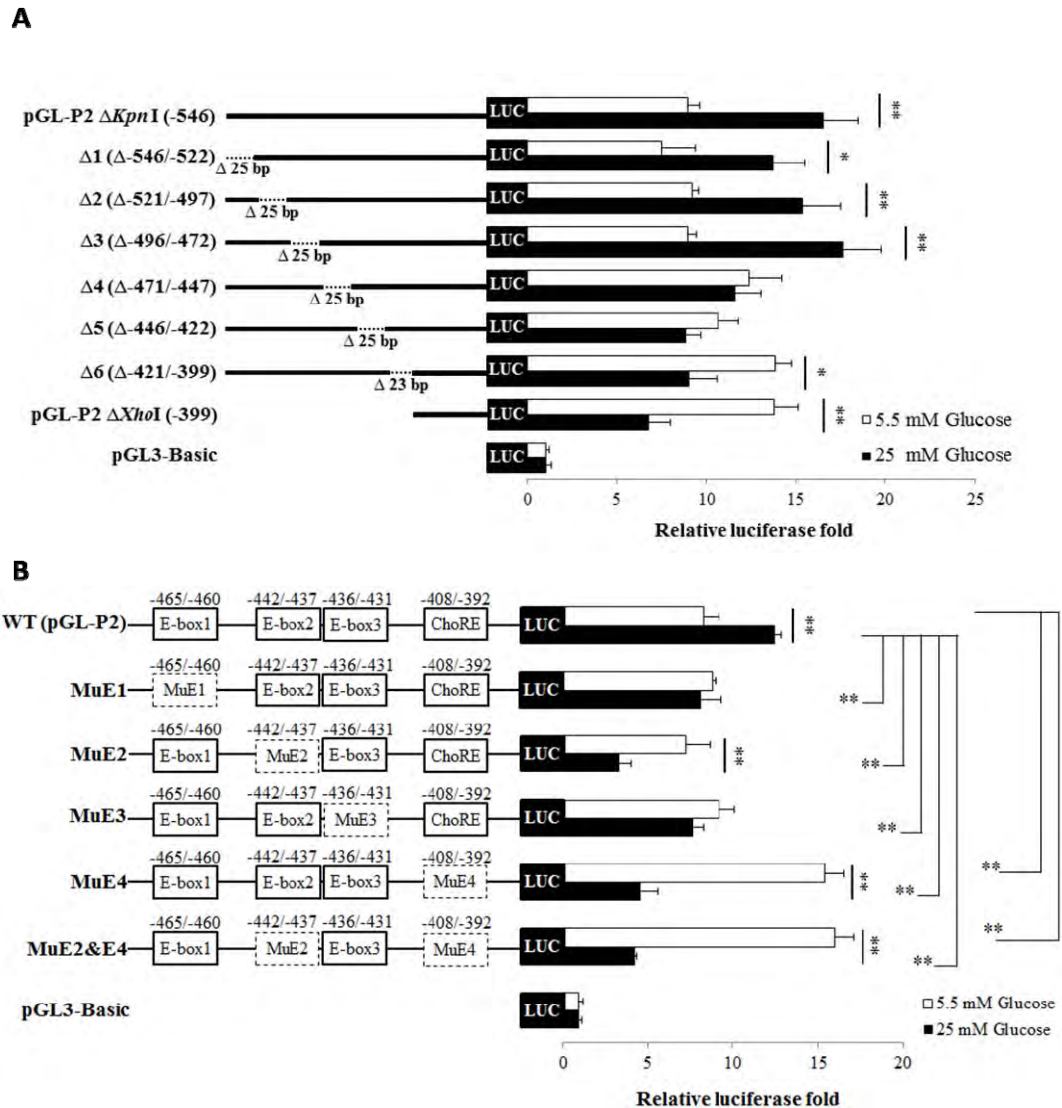 A
pGL-P2 ΔKpnI (-546) LUC **
Δ1 (Δ-546/-522) LUC *
Δ 25 bp
Δ2 (Δ-521/-497) LUC **
Δ 25 bp
Δ3 (Δ-496/-472) LUC **
Δ 25 bp
Δ4 (Δ-471/-447) LUC
Δ 25 bp
Δ5 (Δ-446/-422) LUC
Δ 25 bp
Δ6 (Δ-421/-399) LUC *
Δ 23 bp
pGL-P2 ΔXhoI (-399) LUC **
5.5 mM Glucose
pGL3-Basic LUC
25 mM Glucose
0 5 10 15 20 25
Relative luciferase fold
B
-465/-460 -442/-437 -436/-431 -408/-392
WT (pGL-P2) E-box1 E-box2 E-box3 ChoRE LUC **
-465/-460 -442/-437 -436/-431 -408/-392
MuE1 MuE1 E-box2 E-box3 ChoRE LUC **
-465/-460 -442/-437 -436/-431 -408/-392
MuE2 E-box1 MuE2 E-box3 ChoRE LUC ** **
-465/-460 -442/-437 -436/-431 -408/-392
MuE3 E-box1 E-box2 MuE3 ChoRE LUC **
-465/-460 -442/-437 -436/-431 -408/-392
MuE4 E-box1 E-box2 E-box3 MuE4 LUC ** ** **
-465/-460 -442/-437 -436/-431 -408/-392
MuE2&E4 E-box1 MuE2 E-box3 MuE4 LUC ** ** **
pGL3-Basic LUC
5.5 mM Glucose
25 mM Glucose
0 5 10 15 20
Relative luciferase fold